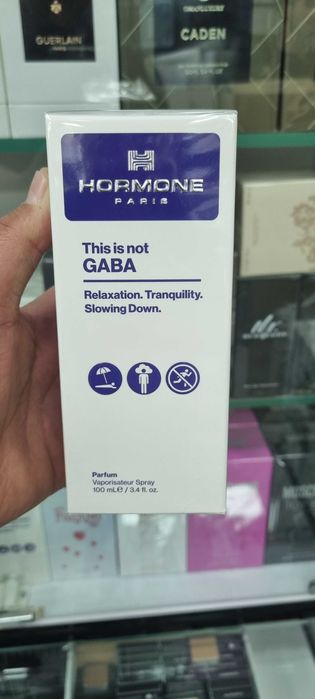 GUERLAIN
CADEN
HORMONE
PARIS
This is not
GABA
Relaxation. Tranquility.
Slowing Down.
Parfum
Vaporisateur Spray
100 mL℮ / 3.4 fl. oz.